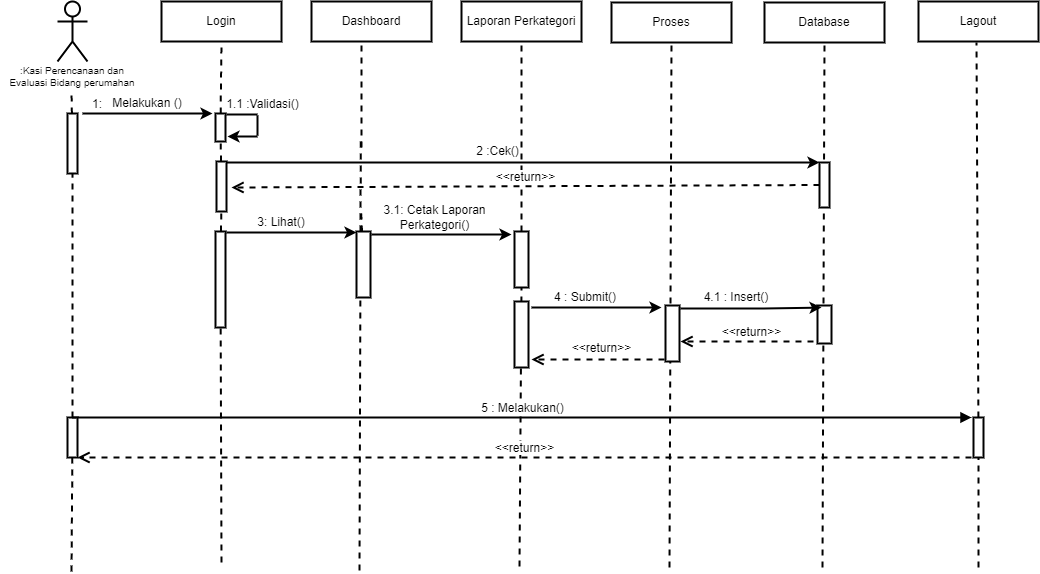 Login
Dashboard
Laporan Perkategori
Proses
Database
Lagout
:Kasi Perencanaan dan
Evaluasi Bidang perumahan
1: Melakukan ()
1.1 :Validasi()
2 :Cek()
<<return>>
3: Lihat()
3.1: Cetak Laporan
Perkategori()
4 : Submit()
4.1 : Insert()
<<return>>
<<return>>
5 : Melakukan()
<<return>>